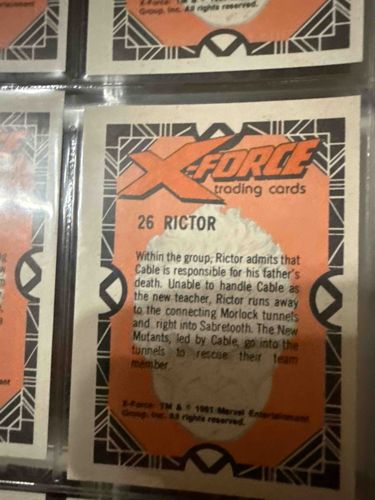 X-Force: TM &
Group, Inc. All rights reserved.
X-FORCE
trading cards
26 RICTOR
Within the group, Rictor admits that
Cable is responsible for his father's
death. Unable to handle Cable as
the new teacher, Rictor runs away
to the connecting Morlock tunnels
and right into Sabretooth. The New
Mutants, led by Cable, go into the
tunnels to rescue their team
member.
X-Force: TM & © 1991 Marvel Entertainment
Group, Inc. All rights reserved.